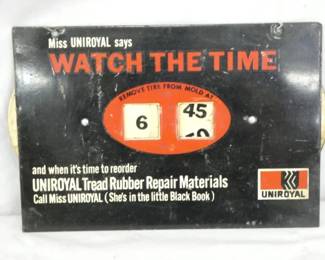 Miss UNIROYAL says
WATCH THE TIME
REMOVE TIRE FROM MOLD AT
6 45
50
and when it's time to reorder
UNIROYAL Tread Rubber Repair Materials
Call Miss UNIROYAL (She's in the little Black Book)
UNIROYAL